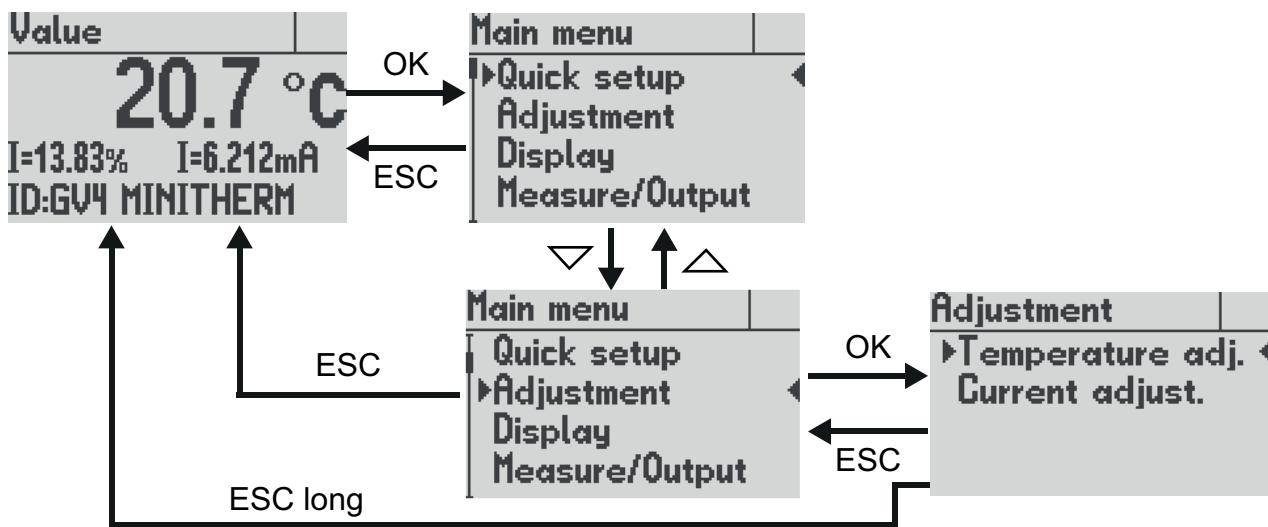 Value
20.7 °C
I=13.83% I=6.212mA
ID:GV4 MINITHERM
OK
ESC
Main menu
Quick setup
Adjustment
Display
Measure/Output
ESC
Main menu
Quick setup
Adjustment
Display
Measure/Output
OK
ESC
Adjustment
Temperature adj.
Current adjust.
ESC long